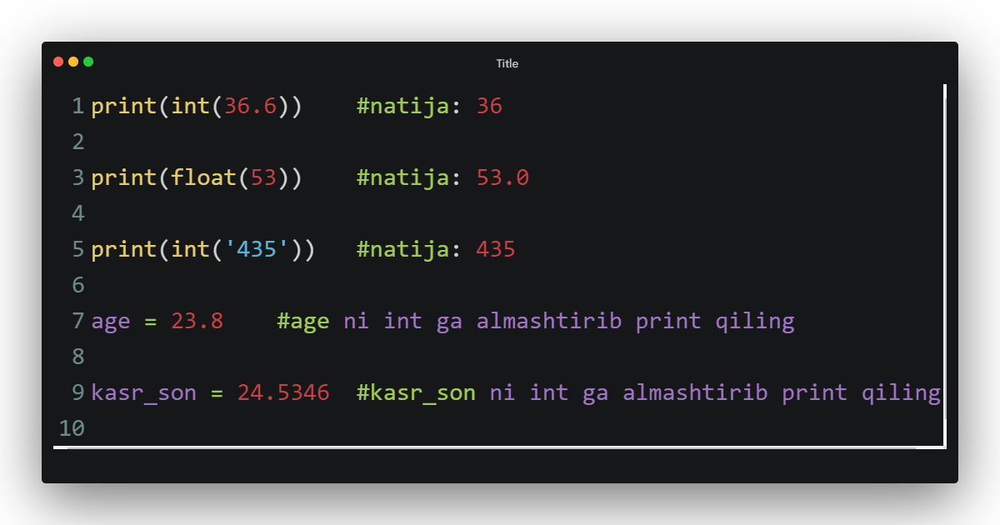 Title
1 print(int(36.6))    #natija: 36
2
3 print(float(53))    #natija: 53.0
4
5 print(int('435'))   #natija: 435
6
7 age = 23.8    #age ni int ga almashtirib print qiling
8
9 kasr_son = 24.5346  #kasr_son ni int ga almashtirib print qiling
10